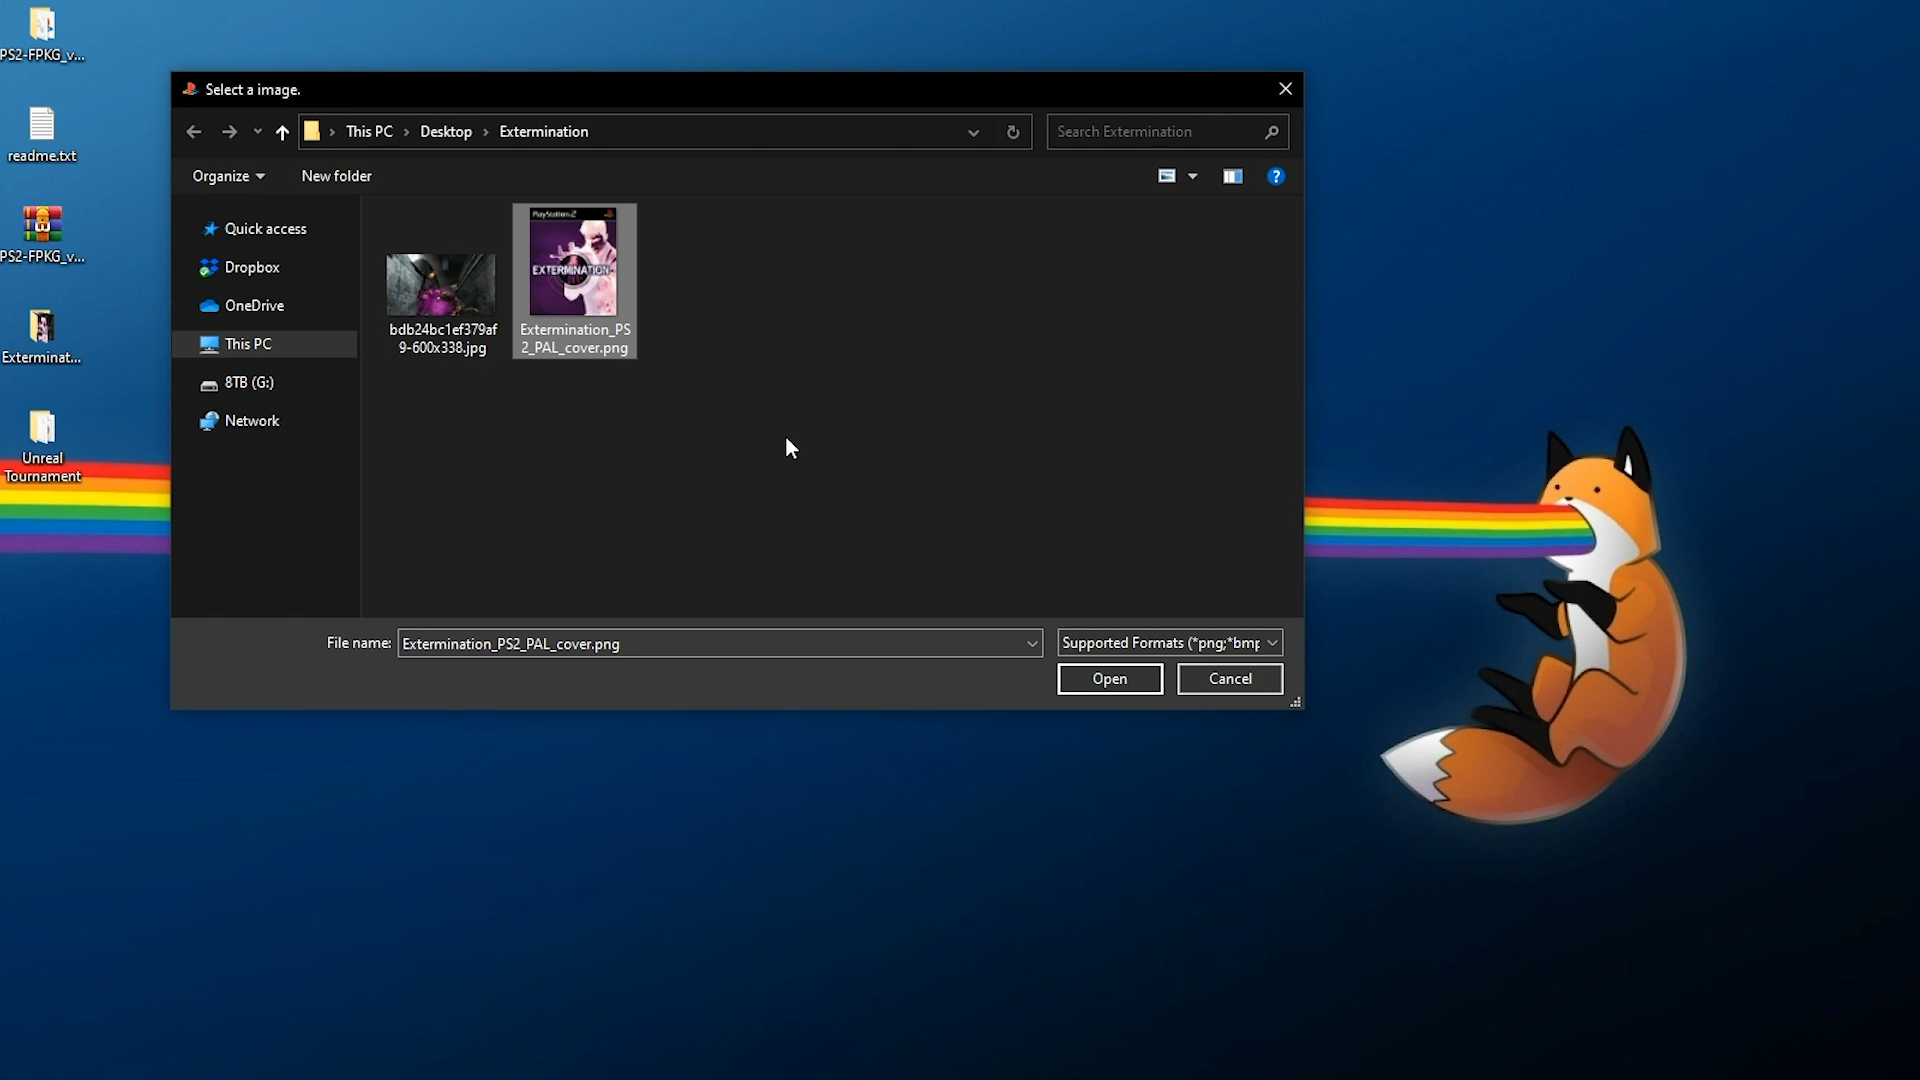 PS2-FPKG_v...
readme.txt
PS2-FPKG_v...
Exterminat...
Unreal
Tournament
Select a image.
This PC
Desktop
Extermination
Search Extermination
Organize
New folder
?
Quick access
Dropbox
OneDrive
This PC
8TB (G:)
Network
bdb24bc1ef379af
9-600x338.jpg
PlayStation.2
EXTERMINATION
Extermination_PS
2_PAL_cover.png
File name:
Extermination_PS2_PAL_cover.png
Supported Formats (*png;*bmp
Open
Cancel